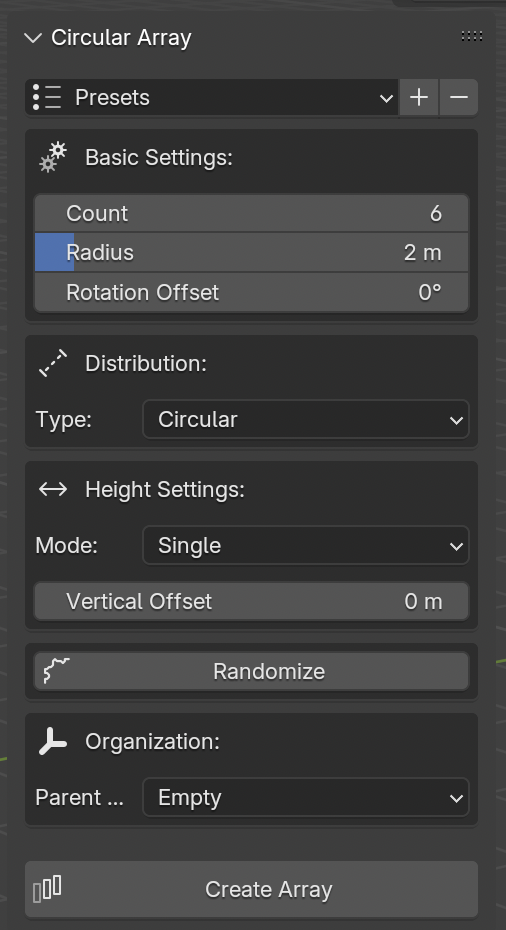 Circular Array
Presets
Basic Settings:
Count 6
Radius 2 m
Rotation Offset 0°
Distribution:
Type: Circular
Height Settings:
Mode: Single
Vertical Offset 0 m
Randomize
Organization:
Parent ... Empty
Create Array